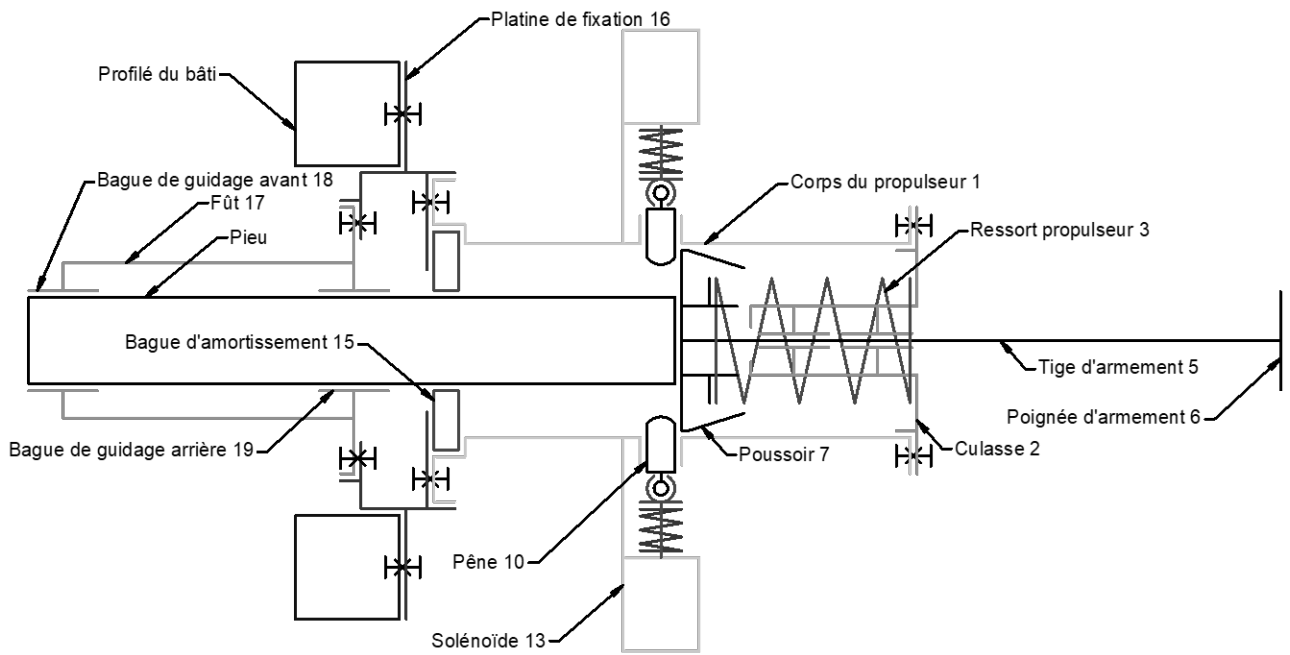 Platine de fixation 16
Profilé du bâti
Bague de guidage avant 18
Fût 17
Pieu
Corps du propulseur 1
Ressort propulseur 3
Bague d'amortissement 15
Tige d'armement 5
Poignée d'armement 6
Bague de guidage arrière 19
Poussoir 7
Culasse 2
Pêne 10
Solénoïde 13